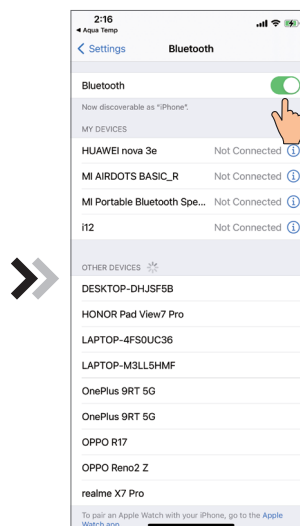 2:16
◀ Aqua Temp
Settings Bluetooth
Bluetooth
Now discoverable as "iPhone".
MY DEVICES
HUAWEI nova 3e Not Connected
MI AIRDOTS BASIC_R Not Connected
MI Portable Bluetooth Spe... Not Connected
i12 Not Connected
OTHER DEVICES
DESKTOP-DHJSF5B
HONOR Pad View7 Pro
LAPTOP-4FS0UC36
LAPTOP-M3LL5HMF
OnePlus 9RT 5G
OnePlus 9RT 5G
OPPO R17
OPPO Reno2 Z
realme X7 Pro
To pair an Apple Watch with your iPhone, go to the Apple
Watch app.